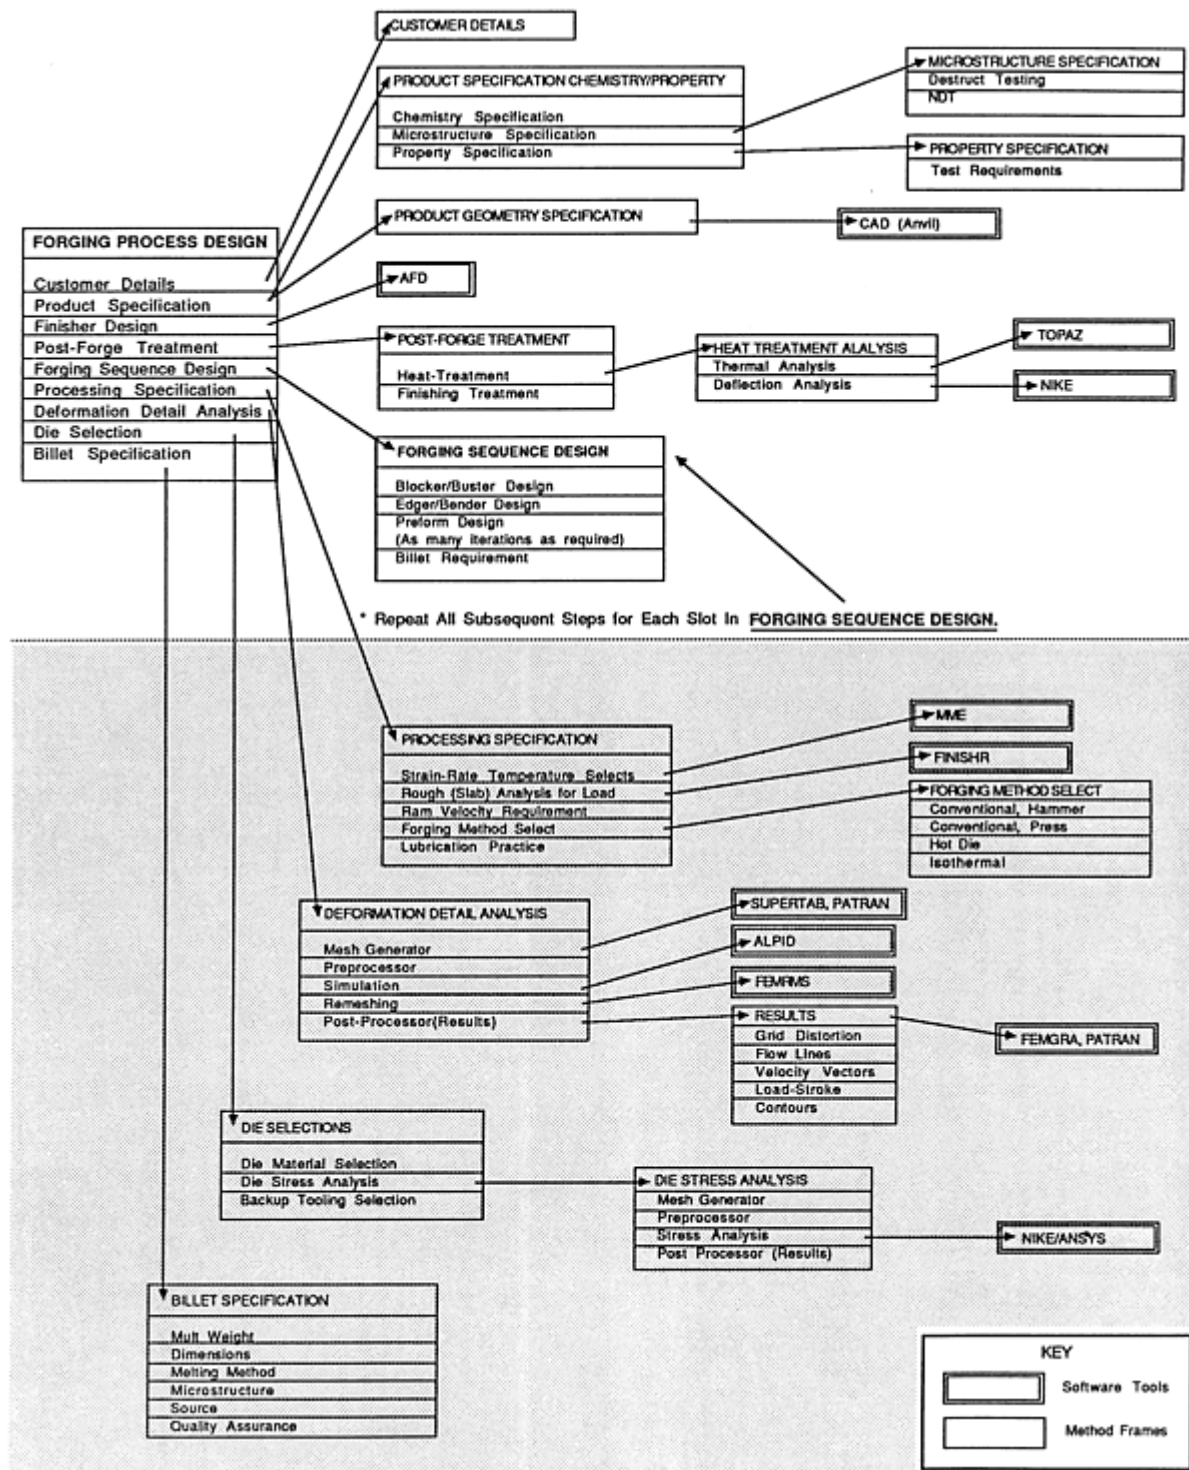 CUSTOMER DETAILS
PRODUCT SPECIFICATION CHEMISTRY/PROPERTY
Chemistry Specification
Microstructure Specification
Property Specification
MICROSTRUCTURE SPECIFICATION
Destruct Testing
NDT
PROPERTY SPECIFICATION
Test Requirements
PRODUCT GEOMETRY SPECIFICATION
CAD (Anvil)
FORGING PROCESS DESIGN
Customer Details
Product Specification
Finisher Design
Post-Forge Treatment
Forging Sequence Design
Processing Specification
Deformation Detail Analysis
Die Selection
Billet Specification
AFD
POST-FORGE TREATMENT
Heat-Treatment
Finishing Treatment
HEAT TREATMENT ALALYSIS
Thermal Analysis
Deflection Analysis
TOPAZ
NIKE
FORGING SEQUENCE DESIGN
Blocker/Buster Design
Edger/Bender Design
Preform Design
(As many iterations as required)
Billet Requirement
* Repeat All Subsequent Steps for Each Slot In FORGING SEQUENCE DESIGN.
PROCESSING SPECIFICATION
Strain-Rate Temperature Selects
Rough (Slab) Analysis for Load
Ram Velocity Requirement
Forging Method Select
Lubrication Practice
MME
FINISHR
FORGING METHOD SELECT
Conventional, Hammer
Conventional, Press
Hot Die
Isothermal
DEFORMATION DETAIL ANALYSIS
Mesh Generator
Preprocessor
Simulation
Remeshing
Post-Processor(Results)
SUPERTAB, PATRAN
ALPID
FEMRMS
RESULTS
Grid Distortion
Flow Lines
Velocity Vectors
Load-Stroke
Contours
FEMGRA, PATRAN
DIE SELECTIONS
Die Material Selection
Die Stress Analysis
Backup Tooling Selection
DIE STRESS ANALYSIS
Mesh Generator
Preprocessor
Stress Analysis
Post Processor (Results)
NIKE/ANSYS
BILLET SPECIFICATION
Mult Weight
Dimensions
Melting Method
Microstructure
Source
Quality Assurance
KEY
Software Tools
Method Frames